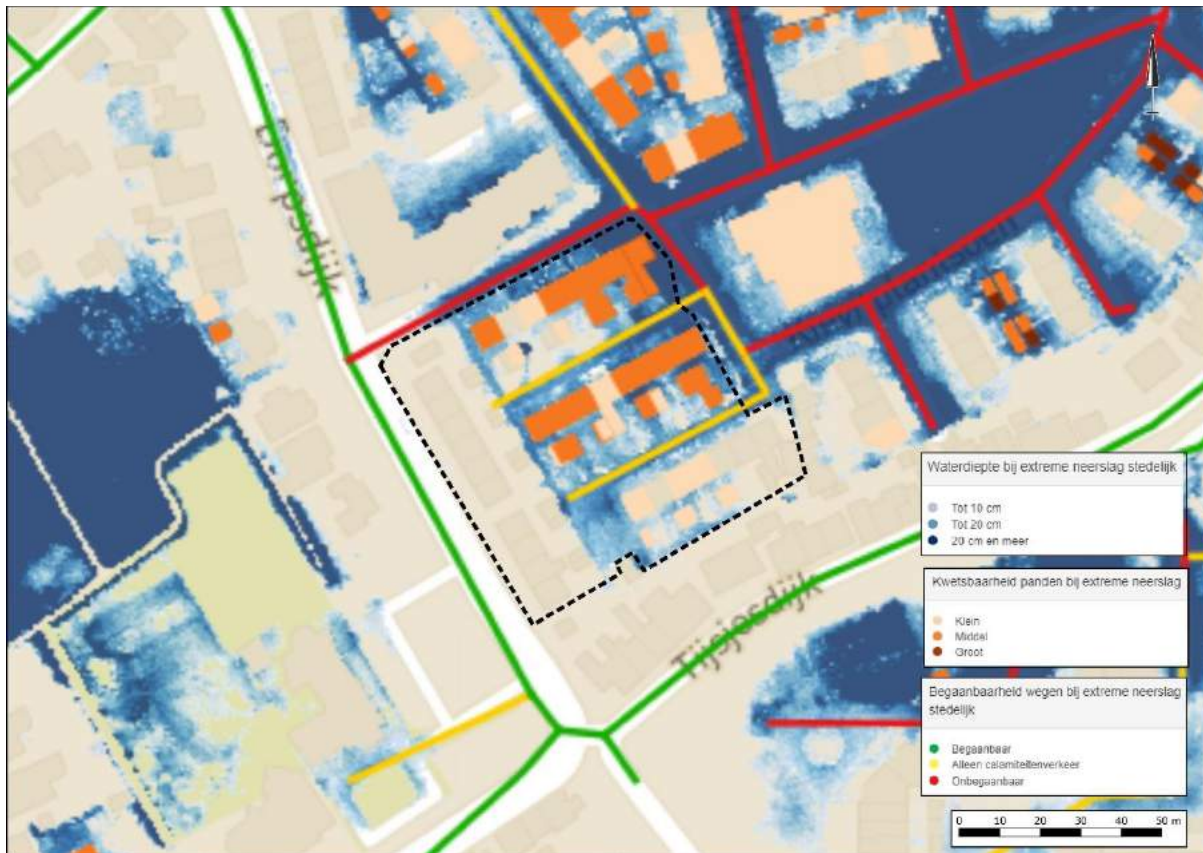 Dorpsdijk
Tijsjesdijk
Waterdiepte bij extreme neerslag stedelijk
Tot 10 cm
Tot 20 cm
20 cm en meer
Kwetsbaarheid panden bij extreme neerslag
Klein
Middel
Groot
Begaanbaarheid wegen bij extreme neerslag
stedelijk
Begaanbaar
Alleen calamiteitenverkeer
Onbegaanbaar
0 10 20 30 40 50 m